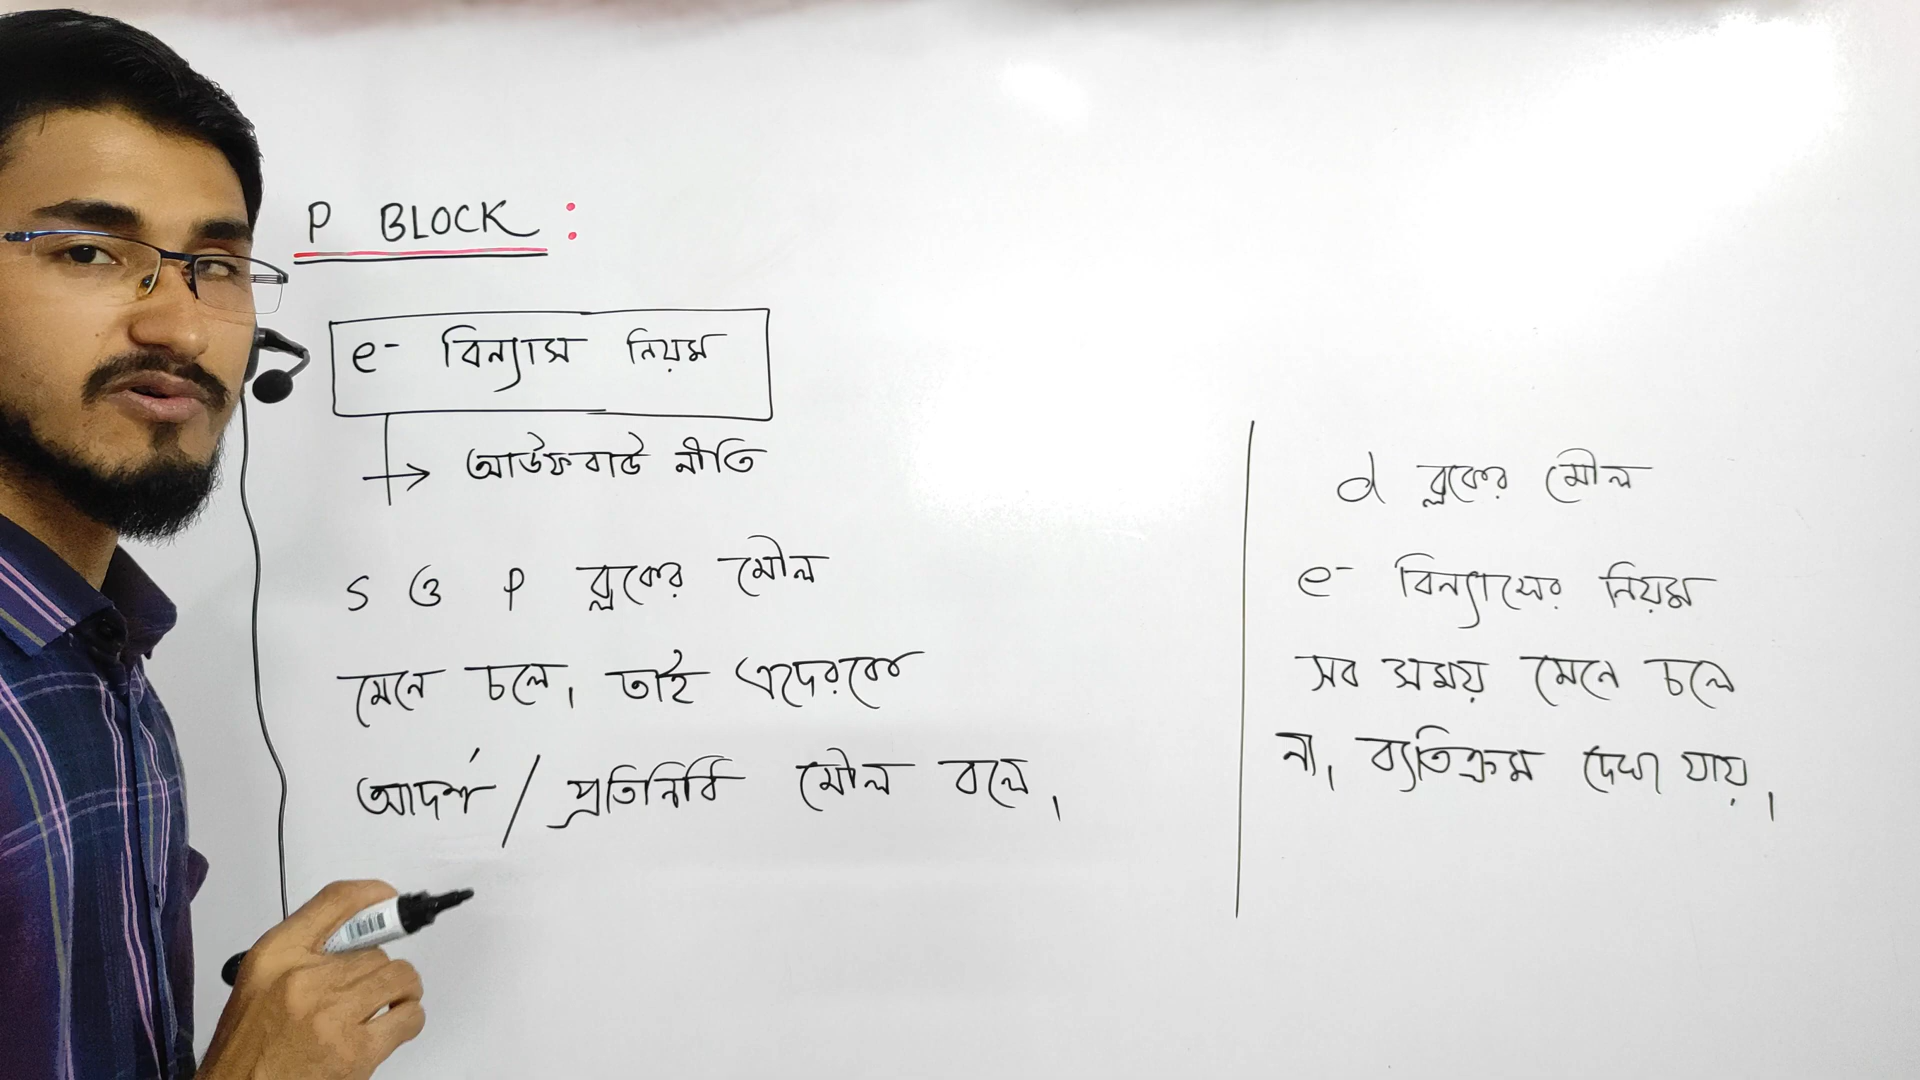 P BLOCK :
e- বিন্যাস নিয়ম
আউফবাউ নীতি
s ও p ব্লকের মৌল
মেনে চলে, তাই এদেরকে
আদর্শ / প্রতিনিধি মৌল বলে।
d ব্লকের মৌল
e- বিন্যাসের নিয়ম
সব সময় মেনে চলে
না, ব্যতিক্রম দেখা যায়।